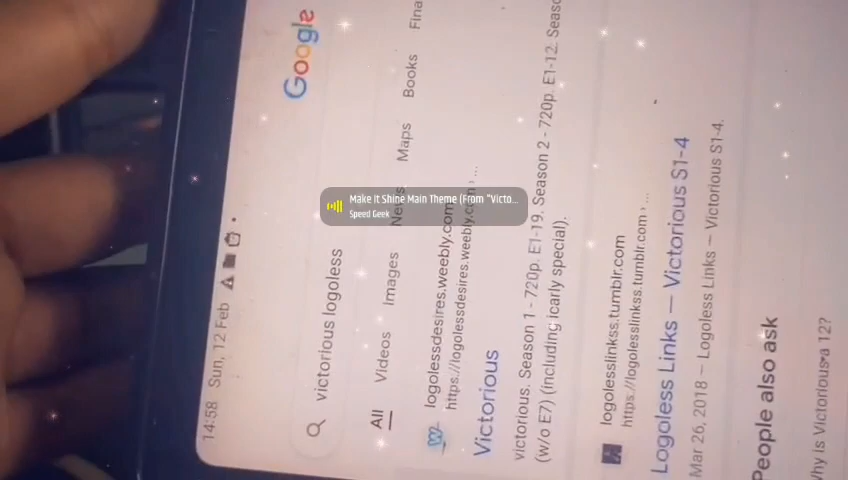 14:58 Sun, 12 Feb
Google
victorious logoless
All Videos Images News Maps Books Fina
logolessdesires.weebly.com
https://logolessdesires.weebly.com › ...
Victorious
victorious. Season 1 - 720p. E1-19. Season 2 - 720p. E1-12. Seaso
(w/o E7) (including icarly special).
logolesslinkss.tumblr.com
https://logolesslinkss.tumblr.com › ...
Logoless Links — Victorious S1-4
Mar 26, 2018 — Logoless Links — Victorious S1-4.
People also ask
Why is Victorious a 12?
Make It Shine Main Theme (From "Victo...
Speed Geek